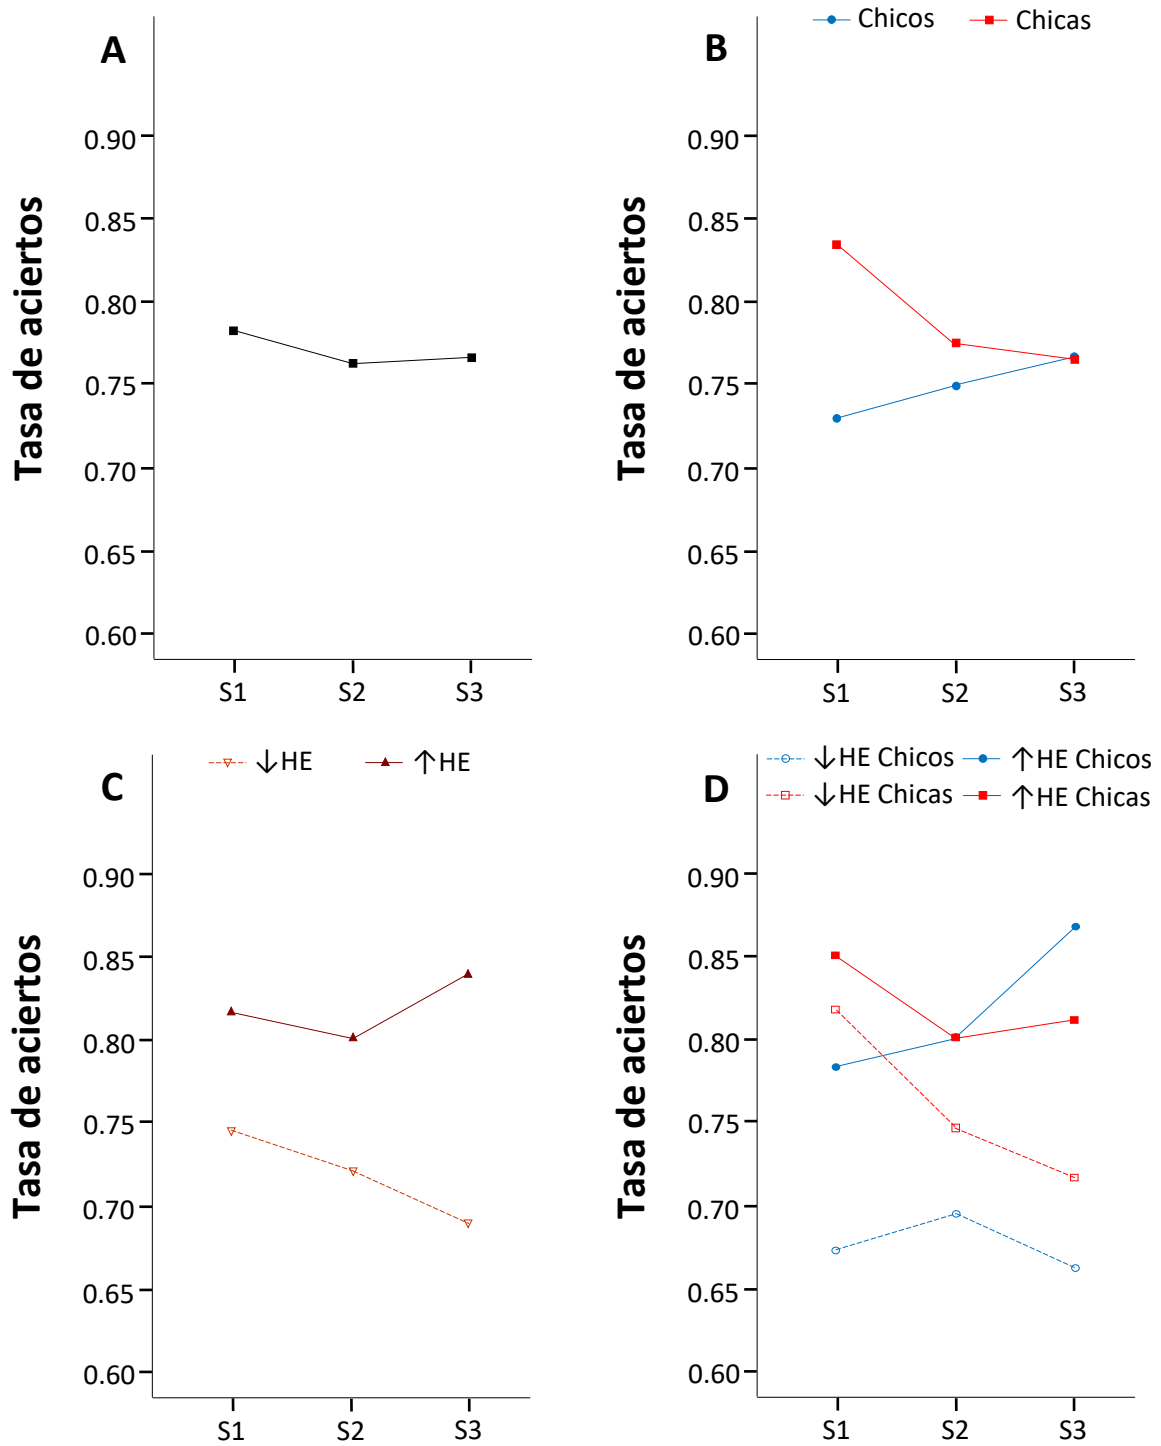 A
Tasa de aciertos
0.90
0.85
0.80
0.75
0.70
0.65
0.60
S1 S2 S3
B
Chicos Chicas
Tasa de aciertos
0.90
0.85
0.80
0.75
0.70
0.65
0.60
S1 S2 S3
C
↓HE ↑HE
Tasa de aciertos
0.90
0.85
0.80
0.75
0.70
0.65
0.60
S1 S2 S3
D
↓HE Chicos ↑HE Chicos
↓HE Chicas ↑HE Chicas
Tasa de aciertos
0.90
0.85
0.80
0.75
0.70
0.65
0.60
S1 S2 S3